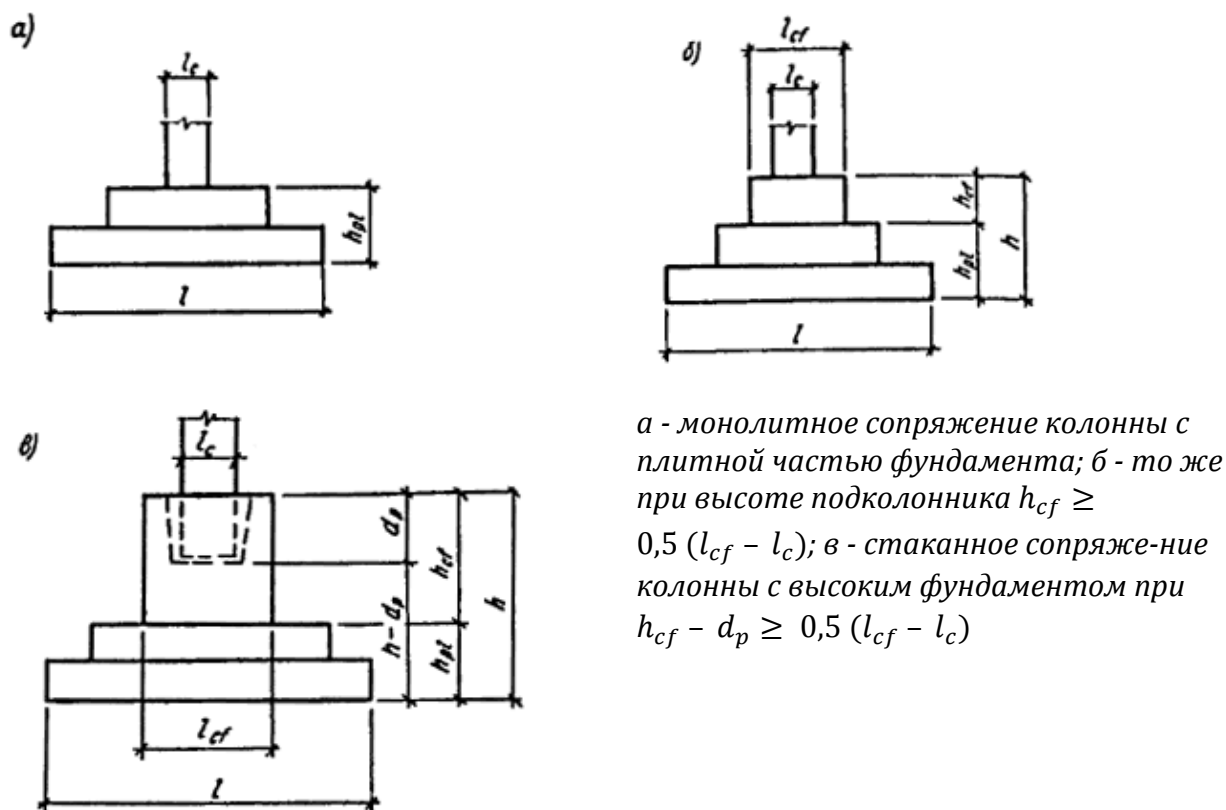 а)
l_c
h_pl
l
б)
l_cf
l_c
h_cf
h_pl
h
l
в)
l_c
d_p
h_cf
h
h – d_p
h_pl
l_cf
l
а - монолитное сопряжение колонны с
плитной частью фундамента; б - то же
при высоте подколонника h_cf ≥
0,5 (l_cf – l_c); в - стаканное сопряже-ние
колонны с высоким фундаментом при
h_cf – d_p ≥ 0,5 (l_cf – l_c)